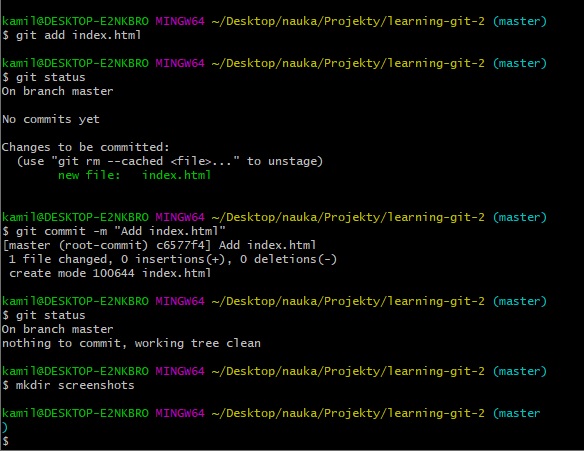 kamil@DESKTOP-E2NKBRO MINGW64 ~/Desktop/nauka/Projekty/learning-git-2 (master)
$ git add index.html

kamil@DESKTOP-E2NKBRO MINGW64 ~/Desktop/nauka/Projekty/learning-git-2 (master)
$ git status
On branch master

No commits yet

Changes to be committed:
  (use "git rm --cached <file>..." to unstage)
        new file:   index.html


kamil@DESKTOP-E2NKBRO MINGW64 ~/Desktop/nauka/Projekty/learning-git-2 (master)
$ git commit -m "Add index.html"
[master (root-commit) c6577f4] Add index.html
 1 file changed, 0 insertions(+), 0 deletions(-)
 create mode 100644 index.html

kamil@DESKTOP-E2NKBRO MINGW64 ~/Desktop/nauka/Projekty/learning-git-2 (master)
$ git status
On branch master
nothing to commit, working tree clean

kamil@DESKTOP-E2NKBRO MINGW64 ~/Desktop/nauka/Projekty/learning-git-2 (master)
$ mkdir screenshots

kamil@DESKTOP-E2NKBRO MINGW64 ~/Desktop/nauka/Projekty/learning-git-2 (master
)
$